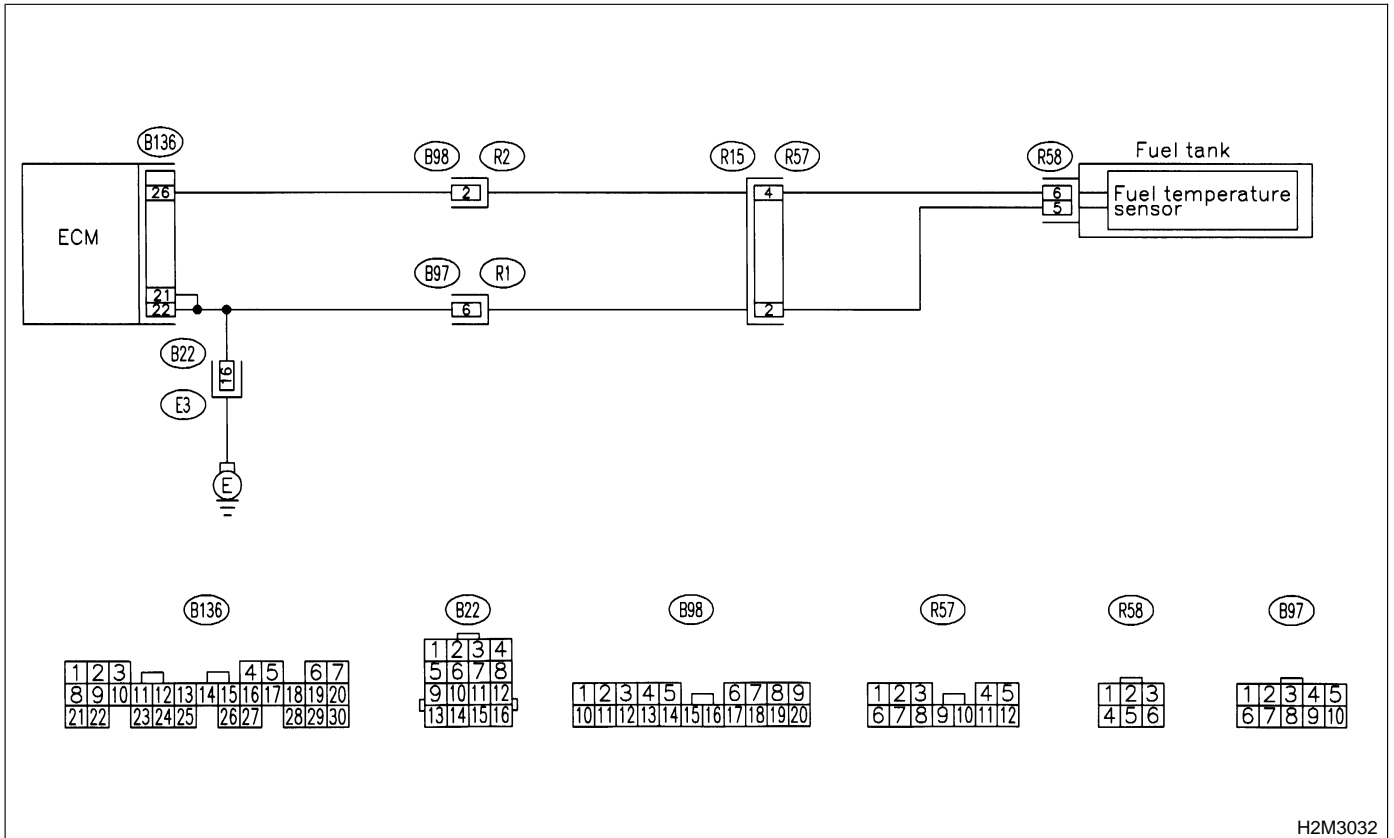 B136
B98 R2
R15 R57
R58
Fuel tank
26
2
4
6
5
Fuel temperature
sensor
ECM
B97 R1
21
22
6
2
B22
16
E3
E
B136
B22
B98
R57
R58
B97
1 2 3 4 5 6 7
8 9 10 11 12 13 14 15 16 17 18 19 20
21 22 23 24 25 26 27 28 29 30
1 2 3 4
5 6 7 8
9 10 11 12
13 14 15 16
1 2 3 4 5 6 7 8 9
10 11 12 13 14 15 16 17 18 19 20
1 2 3 4 5
6 7 8 9 10 11 12
1 2 3
4 5 6
1 2 3 4 5
6 7 8 9 10
H2M3032